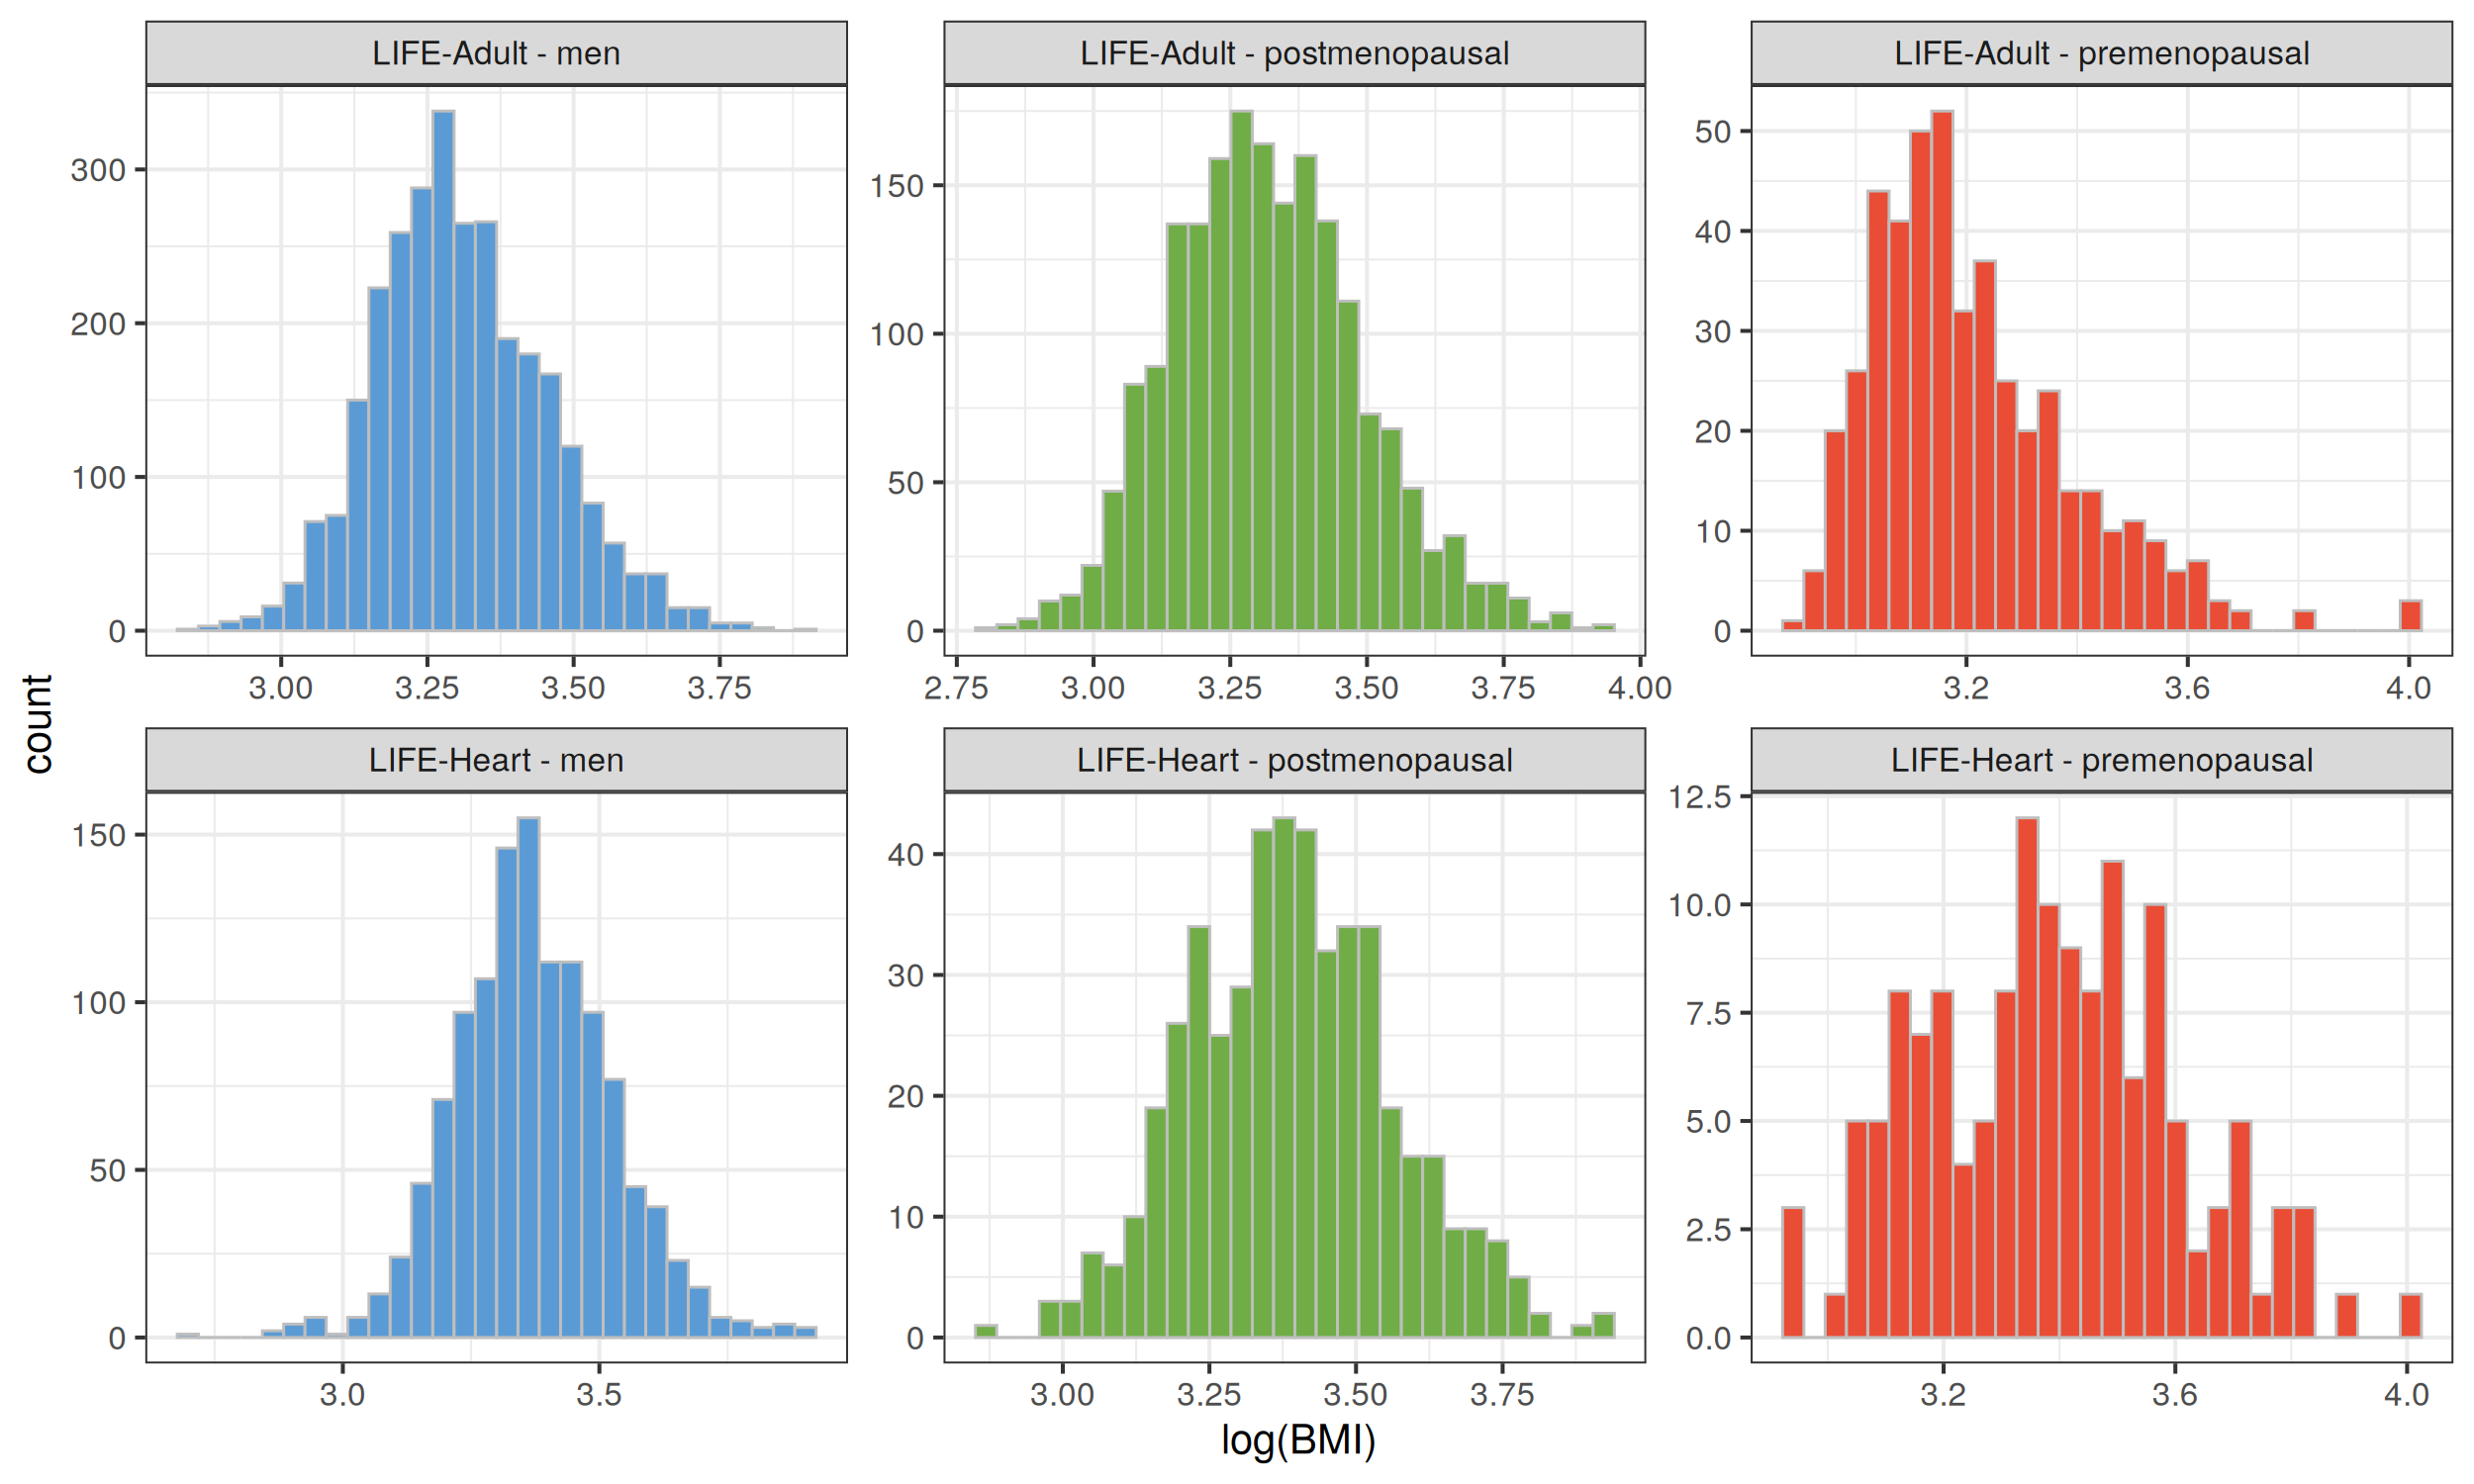 LIFE-Adult - men
LIFE-Adult - postmenopausal
LIFE-Adult - premenopausal
300
200
100
0
150
100
50
0
50
40
30
20
10
0
3.00 3.25 3.50 3.75
2.75 3.00 3.25 3.50 3.75 4.00
3.2 3.6 4.0
count
LIFE-Heart - men
LIFE-Heart - postmenopausal
LIFE-Heart - premenopausal
150
100
50
0
40
30
20
10
0
12.5
10.0
7.5
5.0
2.5
0.0
3.0 3.5
3.00 3.25 3.50 3.75
3.2 3.6 4.0
log(BMI)